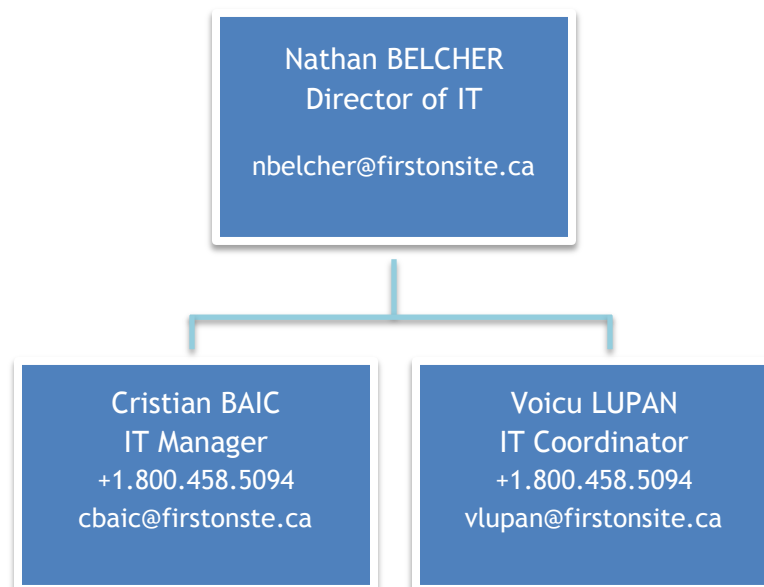 Nathan BELCHER
Director of IT
nbelcher@firstonsite.ca
Cristian BAIC
IT Manager
+1.800.458.5094
cbaic@firstonste.ca
Voicu LUPAN
IT Coordinator
+1.800.458.5094
vlupan@firstonsite.ca